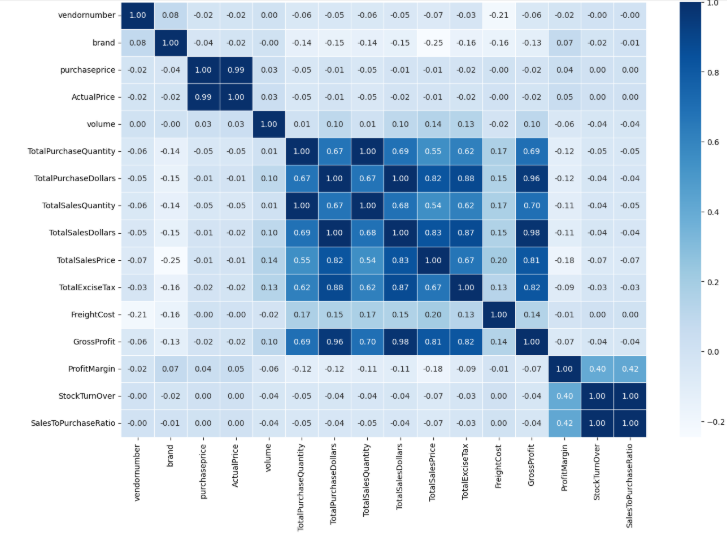 vendornumber 1.00 0.08 -0.02 -0.02 0.00 -0.06 -0.05 -0.06 -0.05 -0.07 -0.03 -0.21 -0.06 -0.02 -0.00 -0.00
brand 0.08 1.00 -0.04 -0.02 -0.00 -0.14 -0.15 -0.14 -0.15 -0.25 -0.16 -0.16 -0.13 0.07 -0.02 -0.01
purchaseprice -0.02 -0.04 1.00 0.99 0.03 -0.05 -0.01 -0.05 -0.01 -0.01 -0.02 -0.00 -0.02 0.04 0.00 0.00
ActualPrice -0.02 -0.02 0.99 1.00 0.03 -0.05 -0.01 -0.05 -0.02 -0.01 -0.02 -0.00 -0.02 0.05 0.00 0.00
volume 0.00 -0.00 0.03 0.03 1.00 0.01 0.10 0.01 0.10 0.14 0.13 -0.02 0.10 -0.06 -0.04 -0.04
TotalPurchaseQuantity -0.06 -0.14 -0.05 -0.05 0.01 1.00 0.67 1.00 0.69 0.55 0.62 0.17 0.69 -0.12 -0.05 -0.05
TotalPurchaseDollars -0.05 -0.15 -0.01 -0.01 0.10 0.67 1.00 0.67 1.00 0.82 0.88 0.15 0.96 -0.12 -0.04 -0.04
TotalSalesQuantity -0.06 -0.14 -0.05 -0.05 0.01 1.00 0.67 1.00 0.68 0.54 0.62 0.17 0.70 -0.11 -0.04 -0.05
TotalSalesDollars -0.05 -0.15 -0.01 -0.02 0.10 0.69 1.00 0.68 1.00 0.83 0.87 0.15 0.98 -0.11 -0.04 -0.04
TotalSalesPrice -0.07 -0.25 -0.01 -0.01 0.14 0.55 0.82 0.54 0.83 1.00 0.67 0.20 0.81 -0.18 -0.07 -0.07
TotalExciseTax -0.03 -0.16 -0.02 -0.02 0.13 0.62 0.88 0.62 0.87 0.67 1.00 0.13 0.82 -0.09 -0.03 -0.03
FreightCost -0.21 -0.16 -0.00 -0.00 -0.02 0.17 0.15 0.17 0.15 0.20 0.13 1.00 0.14 -0.01 0.00 0.00
GrossProfit -0.06 -0.13 -0.02 -0.02 0.10 0.69 0.96 0.70 0.98 0.81 0.82 0.14 1.00 -0.07 -0.04 -0.04
ProfitMargin -0.02 0.07 0.04 0.05 -0.06 -0.12 -0.12 -0.11 -0.11 -0.18 -0.09 -0.01 -0.07 1.00 0.40 0.42
StockTurnOver -0.00 -0.02 0.00 0.00 -0.04 -0.05 -0.04 -0.04 -0.04 -0.07 -0.03 0.00 -0.04 0.40 1.00 1.00
SalesToPurchaseRatio -0.00 -0.01 0.00 0.00 -0.04 -0.05 -0.04 -0.05 -0.04 -0.07 -0.03 0.00 -0.04 0.42 1.00 1.00
vendornumber
brand
purchaseprice
ActualPrice
volume
TotalPurchaseQuantity
TotalPurchaseDollars
TotalSalesQuantity
TotalSalesDollars
TotalSalesPrice
TotalExciseTax
FreightCost
GrossProfit
ProfitMargin
StockTurnOver
SalesToPurchaseRatio
1.0
0.8
0.6
0.4
0.2
0.0
−0.2